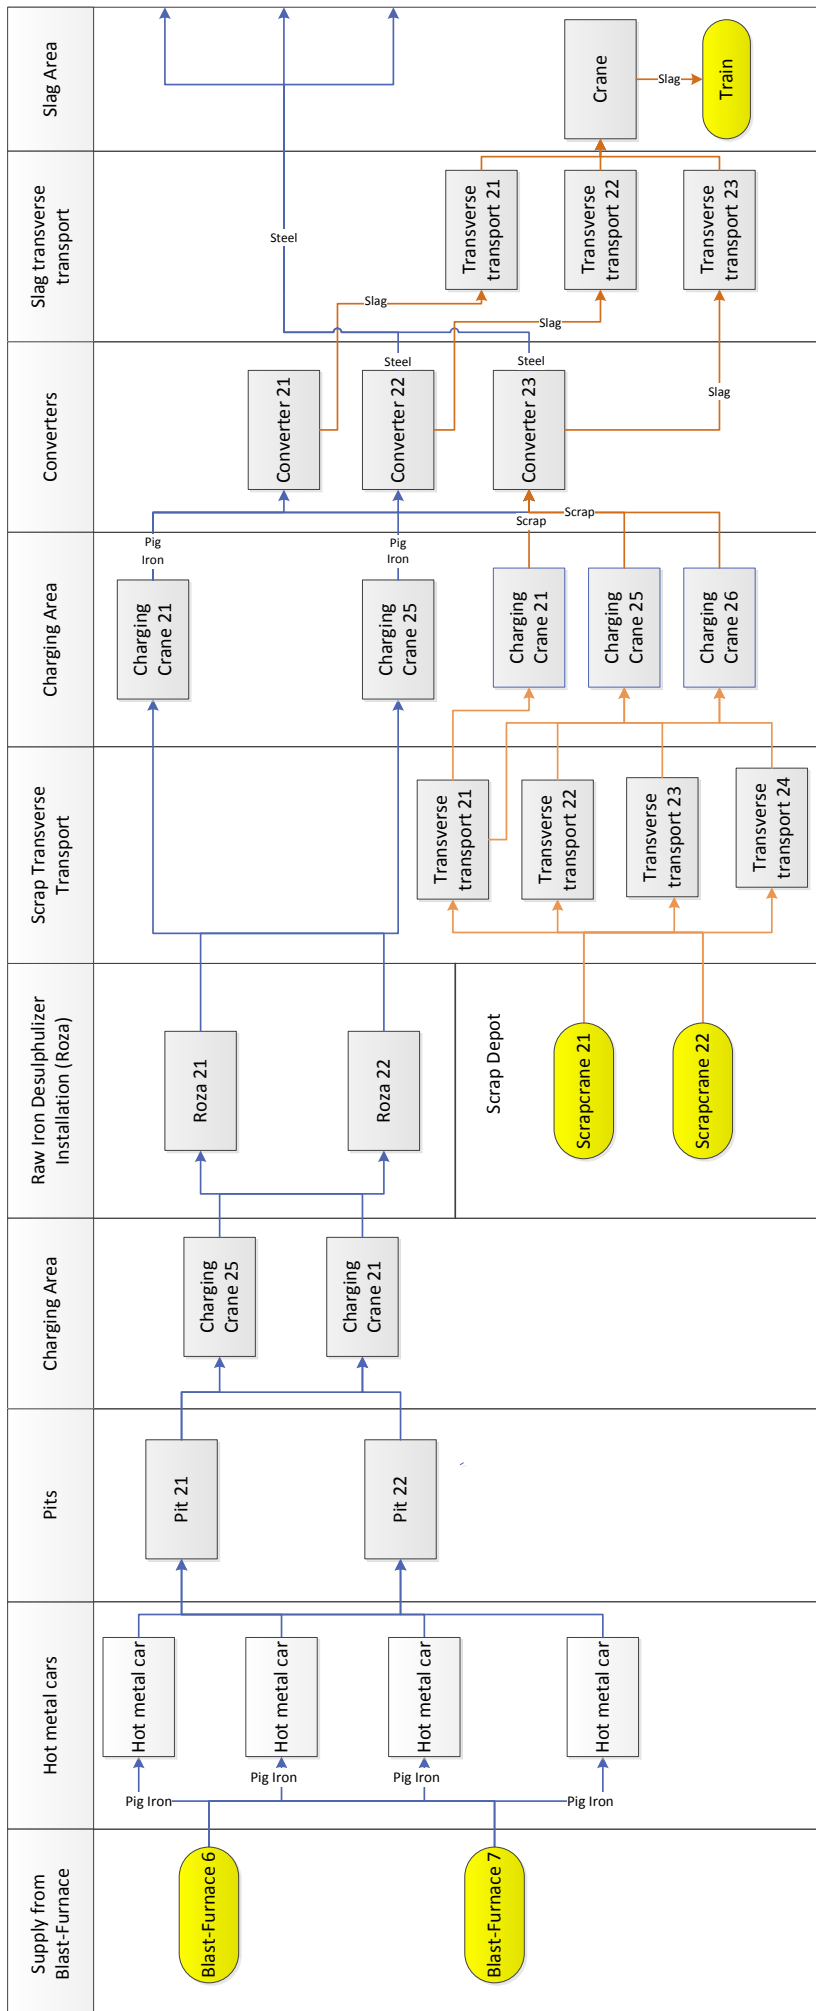 Supply from
Blast-Furnace
Hot metal cars
Pits
Charging Area
Raw Iron Desulphulizer
Installation (Roza)
Scrap Transverse
Transport
Charging Area
Converters
Slag transverse
transport
Slag Area
Blast-Furnace 6
Blast-Furnace 7
Pig Iron
Pig Iron
Pig Iron
Pig Iron
Hot metal car
Hot metal car
Hot metal car
Hot metal car
Pit 21
Pit 22
Charging
Crane 25
Charging
Crane 21
Roza 21
Roza 22
Scrap Depot
Scrapcrane 21
Scrapcrane 22
Transverse
transport 21
Transverse
transport 22
Transverse
transport 23
Transverse
transport 24
Charging
Crane 21
Charging
Crane 25
Charging
Crane 21
Charging
Crane 25
Charging
Crane 26
Pig
Iron
Pig
Iron
Scrap
Scrap
Converter 21
Converter 22
Converter 23
Steel
Steel
Slag
Slag
Slag
Steel
Transverse
transport 21
Transverse
transport 22
Transverse
transport 23
Crane
Slag
Train